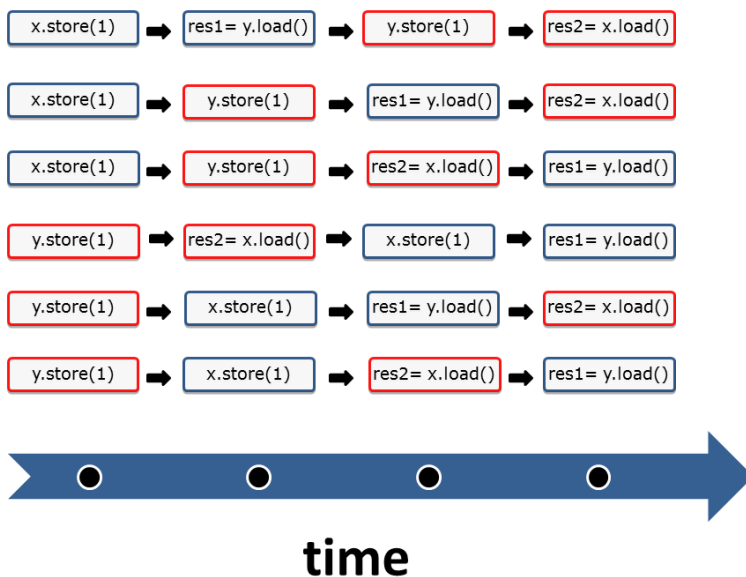 x.store(1) res1= y.load() y.store(1) res2= x.load()
x.store(1) y.store(1) res1= y.load() res2= x.load()
x.store(1) y.store(1) res2= x.load() res1= y.load()
y.store(1) res2= x.load() x.store(1) res1= y.load()
y.store(1) x.store(1) res1= y.load() res2= x.load()
y.store(1) x.store(1) res2= x.load() res1= y.load()
time